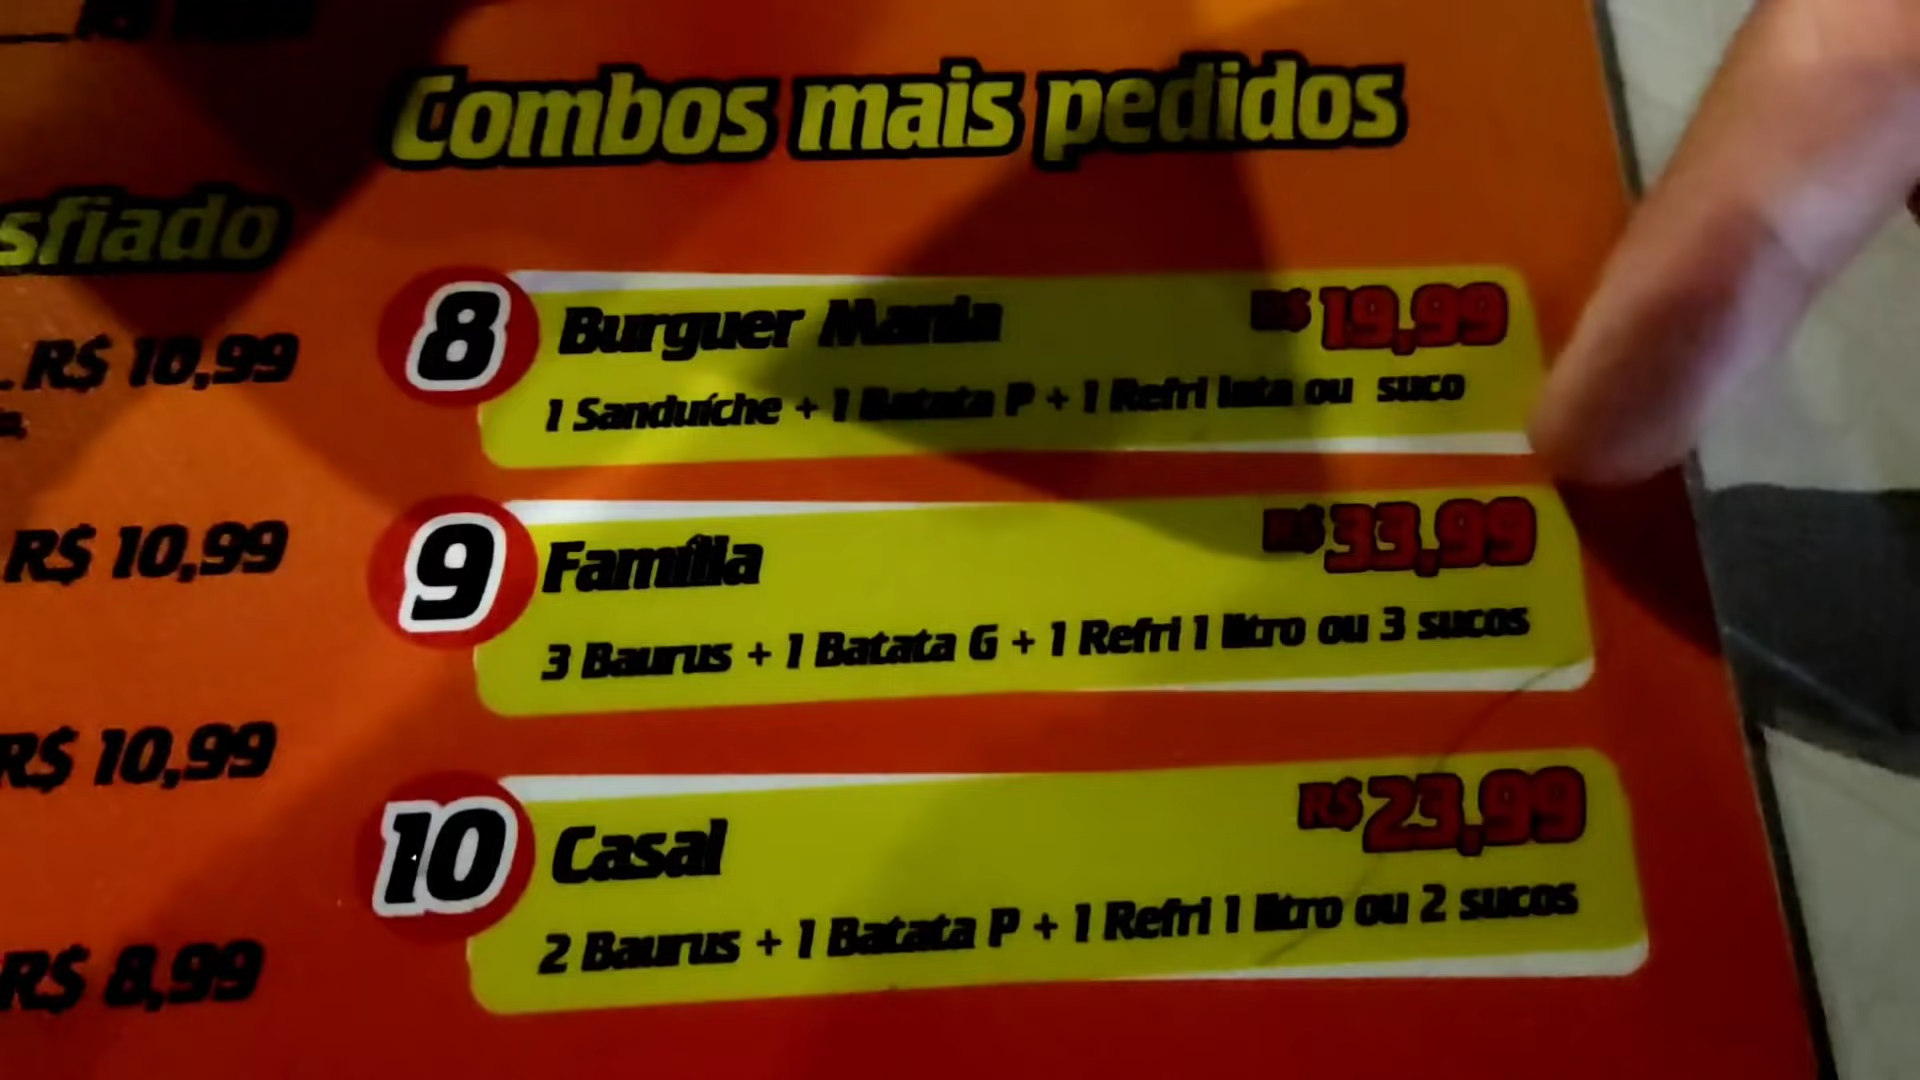 Combos mais pedidos
sfiado
R$ 10,99
R$ 10,99
R$ 10,99
R$ 8,99
8 Burguer Mania R$ 19,99
1 Sanduíche + 1 Batata P + 1 Refri lata ou suco
9 Família R$ 33,99
3 Baurus + 1 Batata G + 1 Refri 1 litro ou 3 sucos
10 Casal R$ 23,99
2 Baurus + 1 Batata P + 1 Refri 1 litro ou 2 sucos